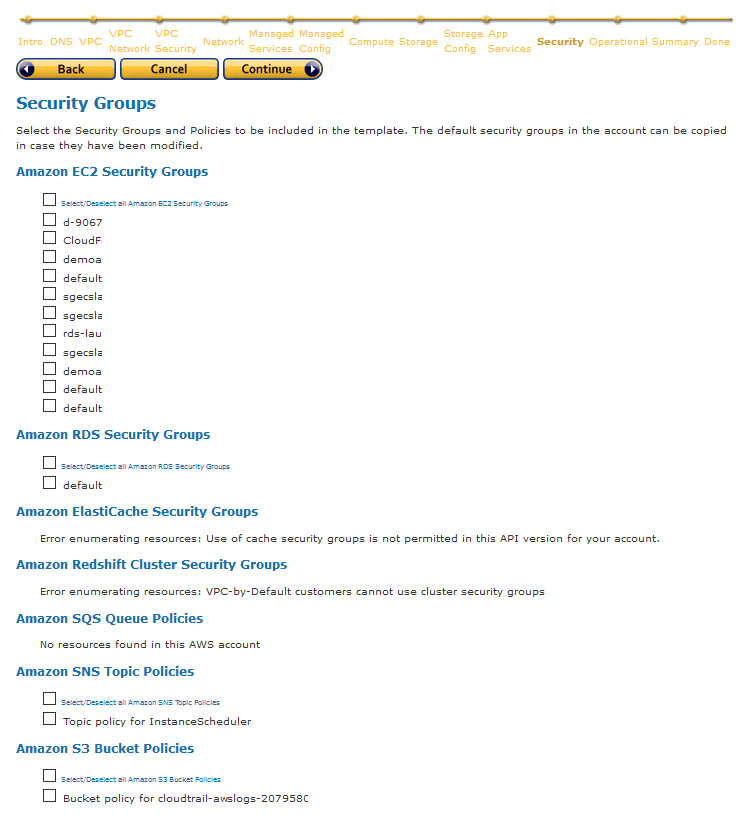 Intro DNS VPC VPC Network VPC Security Network Managed Services Managed Config Compute Storage Storage Config App Services Security Operational Summary Done
Back Cancel Continue
Security Groups
Select the Security Groups and Policies to be included in the template. The default security groups in the account can be copied
in case they have been modified.
Amazon EC2 Security Groups
Select/Deselect all Amazon EC2 Security Groups
d-9067
CloudF
demoa
default
sgecsla
sgecsla
rds-lau
sgecsla
demoa
default
default
Amazon RDS Security Groups
Select/Deselect all Amazon RDS Security Groups
default
Amazon ElastiCache Security Groups
Error enumerating resources: Use of cache security groups is not permitted in this API version for your account.
Amazon Redshift Cluster Security Groups
Error enumerating resources: VPC-by-Default customers cannot use cluster security groups
Amazon SQS Queue Policies
No resources found in this AWS account
Amazon SNS Topic Policies
Select/Deselect all Amazon SNS Topic Policies
Topic policy for InstanceScheduler
Amazon S3 Bucket Policies
Select/Deselect all Amazon S3 Bucket Policies
Bucket policy for cloudtrail-awslogs-2079580